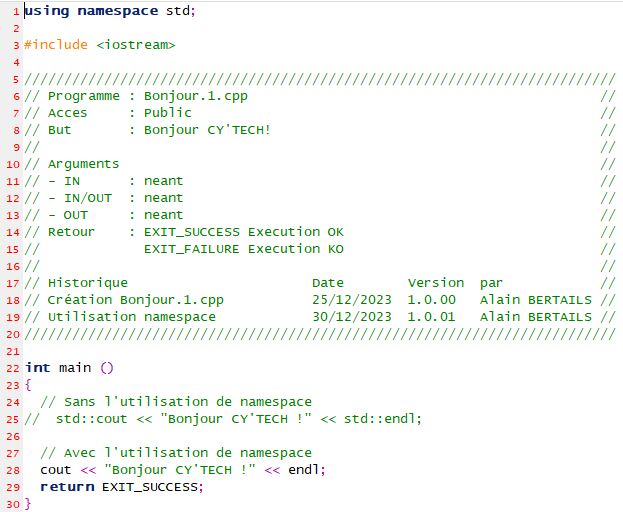 1 using namespace std;
2
3 #include <iostream>
4
5 //////////////////////////////////////////////////////////////////////////
6 // Programme : Bonjour.1.cpp                                            //
7 // Acces     : Public                                                   //
8 // But       : Bonjour CY'TECH!                                         //
9 //                                                                      //
10 // Arguments                                                            //
11 // - IN      : neant                                                    //
12 // - IN/OUT  : neant                                                    //
13 // - OUT     : neant                                                    //
14 // Retour    : EXIT_SUCCESS Execution OK                                //
15 //             EXIT_FAILURE Execution KO                                //
16 //                                                                      //
17 // Historique                       Date        Version  par            //
18 // Création Bonjour.1.cpp           25/12/2023  1.0.00   Alain BERTAILS //
19 // Utilisation namespace            30/12/2023  1.0.01   Alain BERTAILS //
20 //////////////////////////////////////////////////////////////////////////
21
22 int main ()
23 {
24   // Sans l'utilisation de namespace
25 //  std::cout << "Bonjour CY'TECH !" << std::endl;
26
27   // Avec l'utilisation de namespace
28   cout << "Bonjour CY'TECH !" << endl;
29   return EXIT_SUCCESS;
30 }